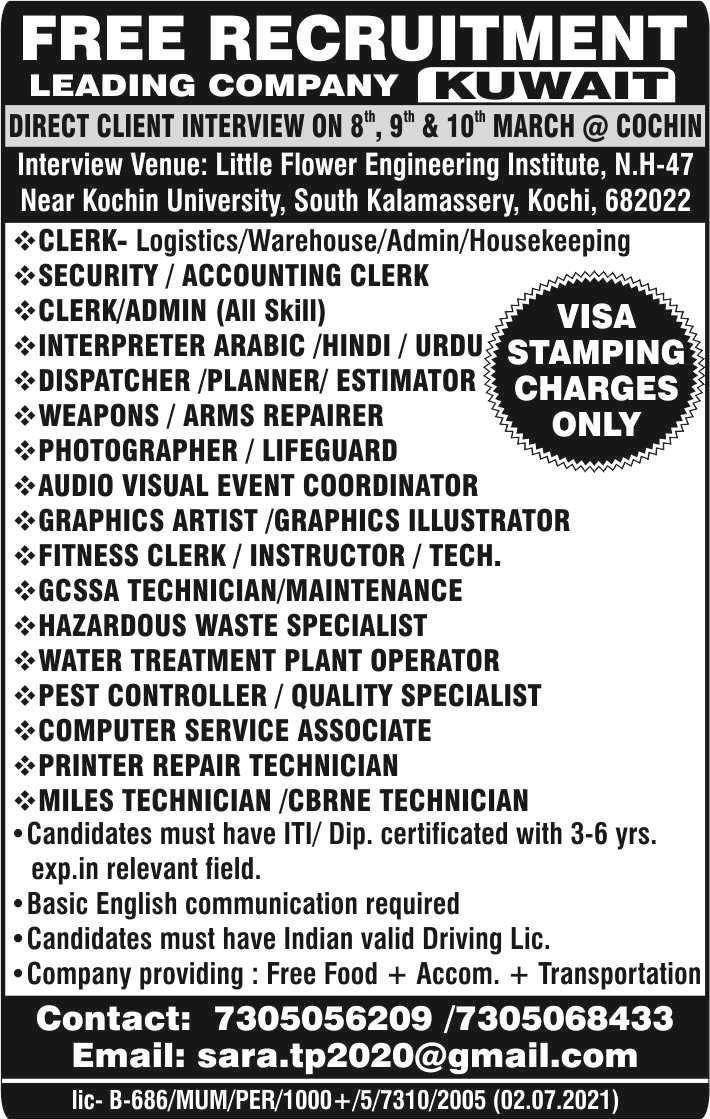 FREE RECRUITMENT
LEADING COMPANY KUWAIT
DIRECT CLIENT INTERVIEW ON 8th, 9th & 10th MARCH @ COCHIN
Interview Venue: Little Flower Engineering Institute, N.H-47
Near Kochin University, South Kalamassery, Kochi, 682022
❖CLERK- Logistics/Warehouse/Admin/Housekeeping
❖SECURITY / ACCOUNTING CLERK
❖CLERK/ADMIN (All Skill)
❖INTERPRETER ARABIC /HINDI / URDU
❖DISPATCHER /PLANNER/ ESTIMATOR
❖WEAPONS / ARMS REPAIRER
❖PHOTOGRAPHER / LIFEGUARD
❖AUDIO VISUAL EVENT COORDINATOR
❖GRAPHICS ARTIST /GRAPHICS ILLUSTRATOR
❖FITNESS CLERK / INSTRUCTOR / TECH.
❖GCSSA TECHNICIAN/MAINTENANCE
❖HAZARDOUS WASTE SPECIALIST
❖WATER TREATMENT PLANT OPERATOR
❖PEST CONTROLLER / QUALITY SPECIALIST
❖COMPUTER SERVICE ASSOCIATE
❖PRINTER REPAIR TECHNICIAN
❖MILES TECHNICIAN /CBRNE TECHNICIAN
VISA
STAMPING
CHARGES
ONLY
•Candidates must have ITI/ Dip. certificated with 3-6 yrs.
exp.in relevant field.
•Basic English communication required
•Candidates must have Indian valid Driving Lic.
•Company providing : Free Food + Accom. + Transportation
Contact: 7305056209 /7305068433
Email: sara.tp2020@gmail.com
lic- B-686/MUM/PER/1000+/5/7310/2005 (02.07.2021)